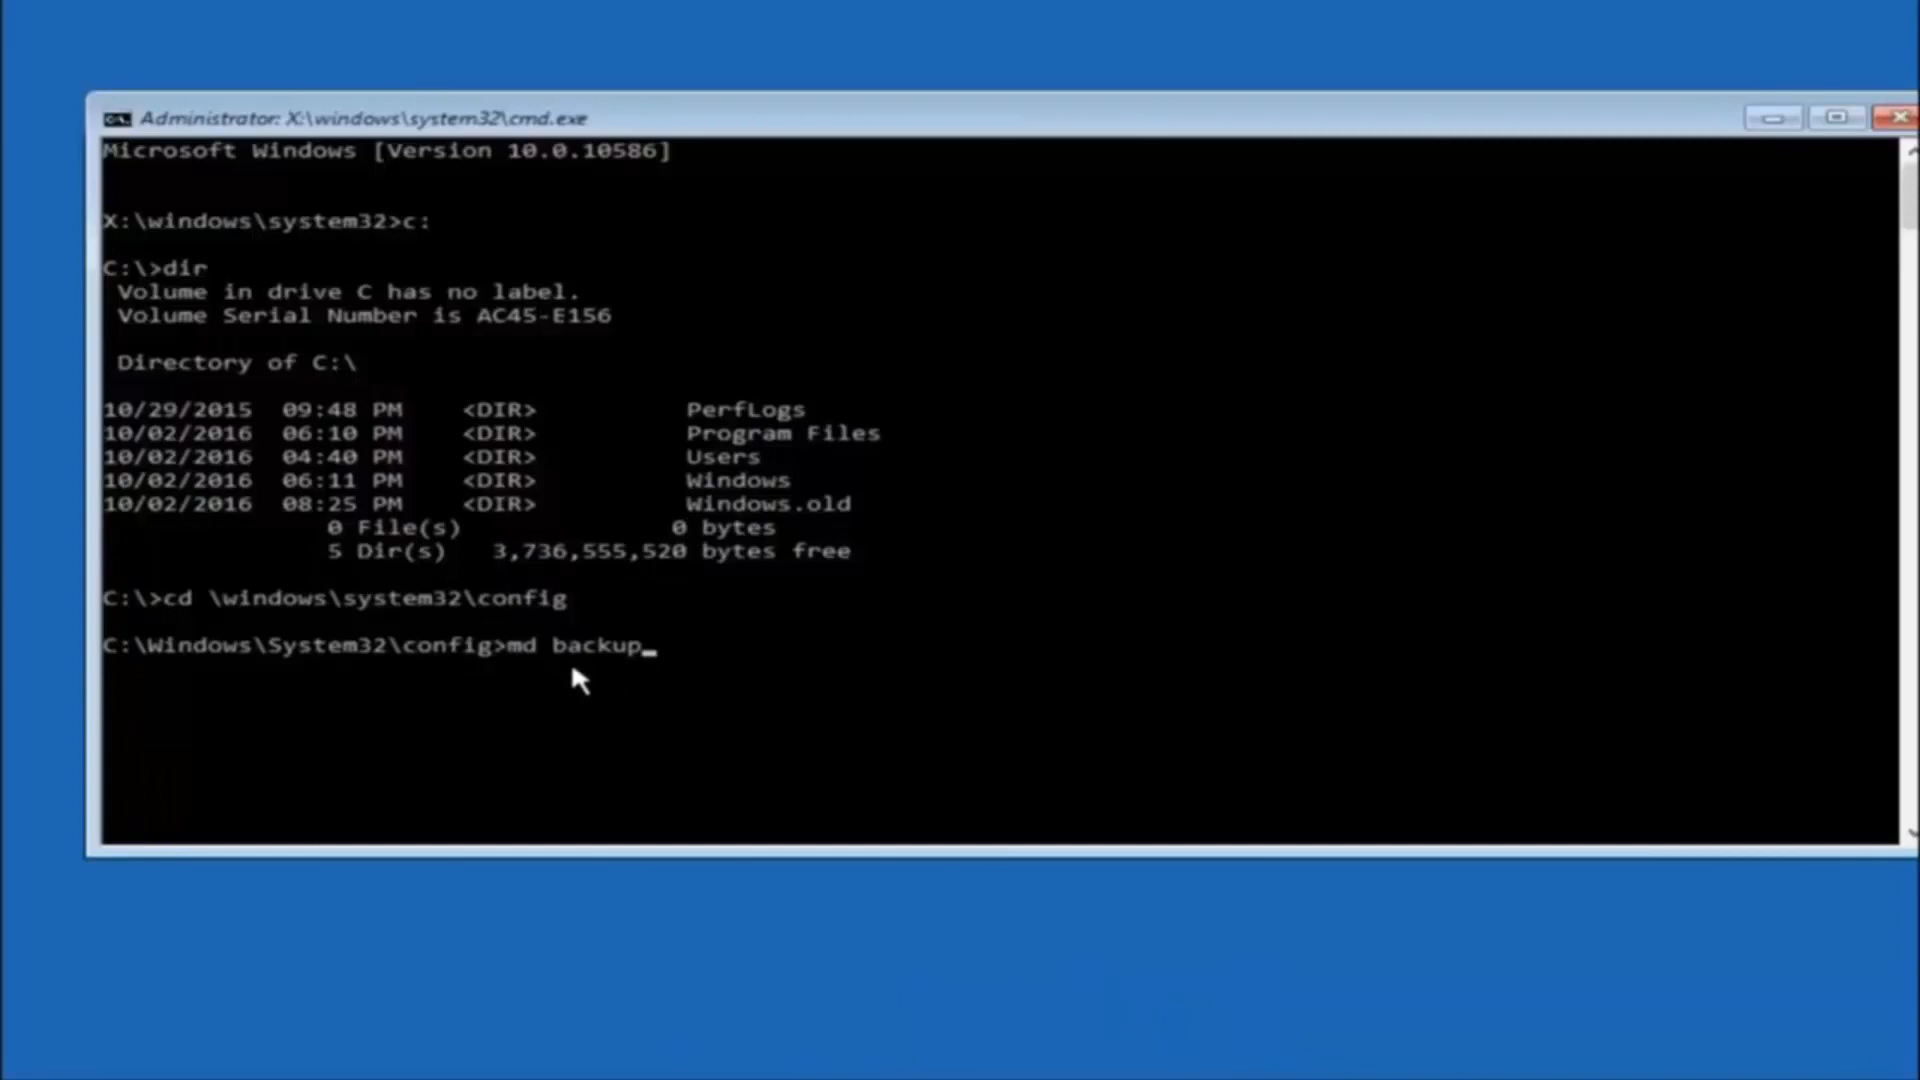 Administrator: X:\windows\system32\cmd.exe
Microsoft Windows [Version 10.0.10586]
X:\windows\system32>c:
C:\>dir
Volume in drive C has no label.
Volume Serial Number is AC45-E156
Directory of C:\
10/29/2015 09:48 PM <DIR> PerfLogs
10/02/2016 06:10 PM <DIR> Program Files
10/02/2016 04:40 PM <DIR> Users
10/02/2016 06:11 PM <DIR> Windows
10/02/2016 08:25 PM <DIR> Windows.old
0 File(s) 0 bytes
5 Dir(s) 3,736,555,520 bytes free
C:\>cd \windows\system32\config
C:\Windows\System32\config>md backup_